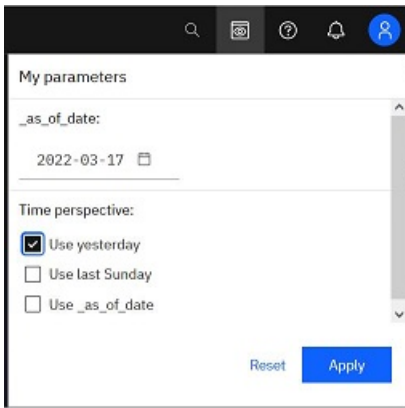 My parameters
_as_of_date:
2022-03-17
Time perspective:
Use yesterday
Use last Sunday
Use _as_of_date
Reset Apply